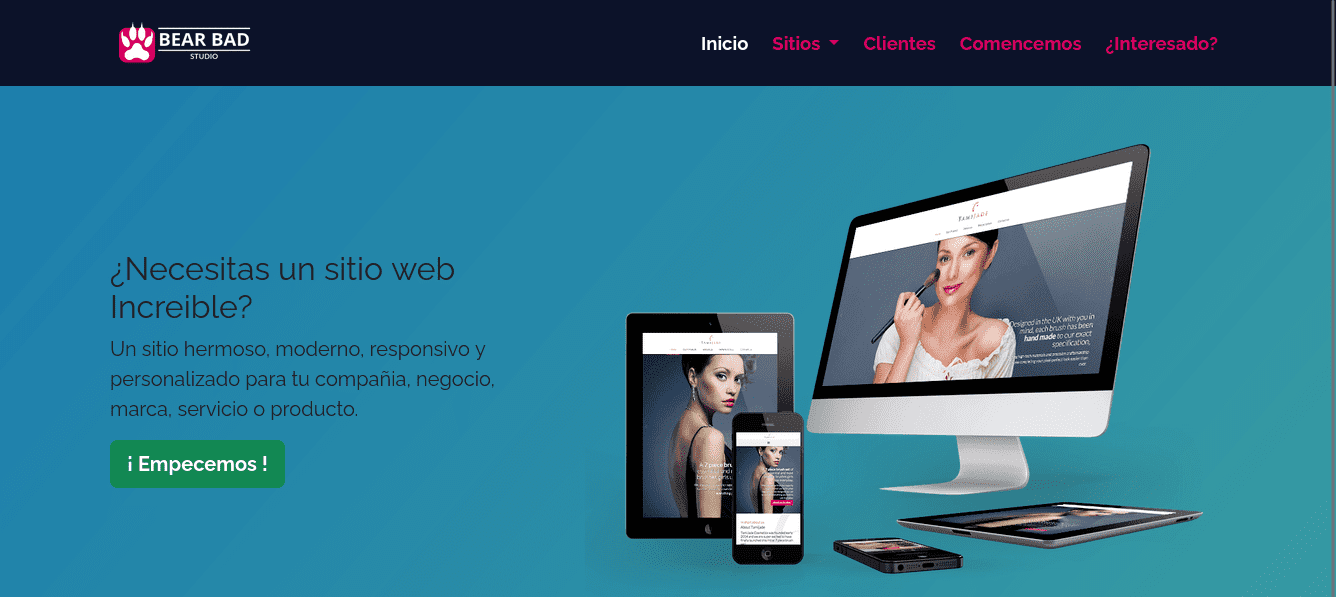 BEAR BAD
STUDIO
Inicio
Sitios
Clientes
Comencemos
¿Interesado?
¿Necesitas un sitio web
Increible?
Un sitio hermoso, moderno, responsivo y
personalizado para tu compañia, negocio,
marca, servicio o producto.
¡ Empecemos !
TamiJade
Designed in the UK with you in
mind, each brush has been
hand made to our exact
specification,
About TamiJade